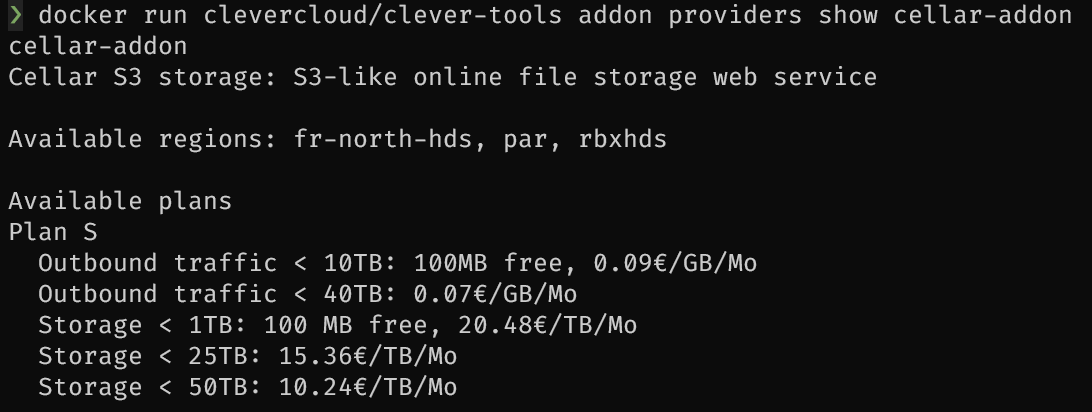 ❯ docker run clevercloud/clever-tools addon providers show cellar-addon
cellar-addon
Cellar S3 storage: S3-like online file storage web service
Available regions: fr-north-hds, par, rbxhds
Available plans
Plan S
Outbound traffic < 10TB: 100MB free, 0.09€/GB/Mo
Outbound traffic < 40TB: 0.07€/GB/Mo
Storage < 1TB: 100 MB free, 20.48€/TB/Mo
Storage < 25TB: 15.36€/TB/Mo
Storage < 50TB: 10.24€/TB/Mo